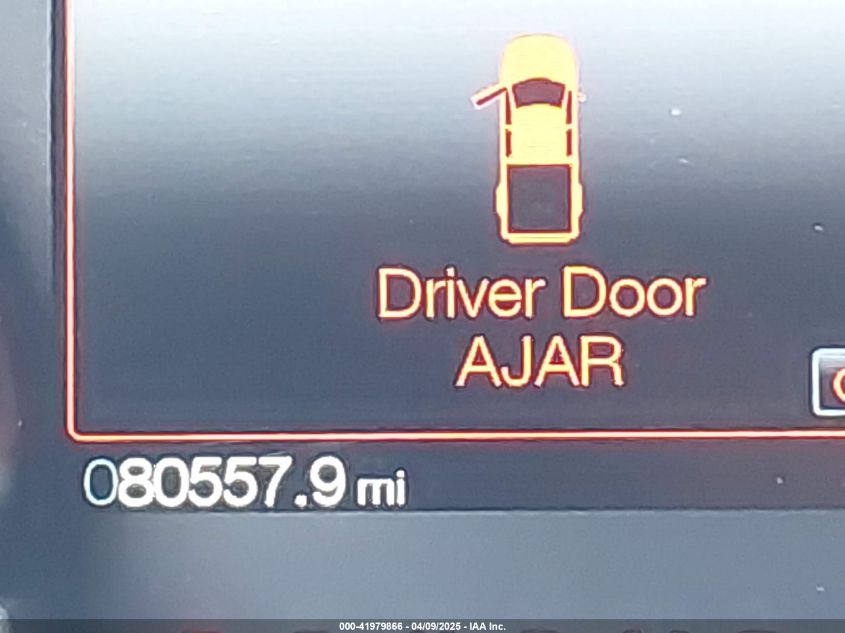 Driver Door
AJAR
080557.9 mi
000-41979866 - 04/09/2025 - IAA Inc.